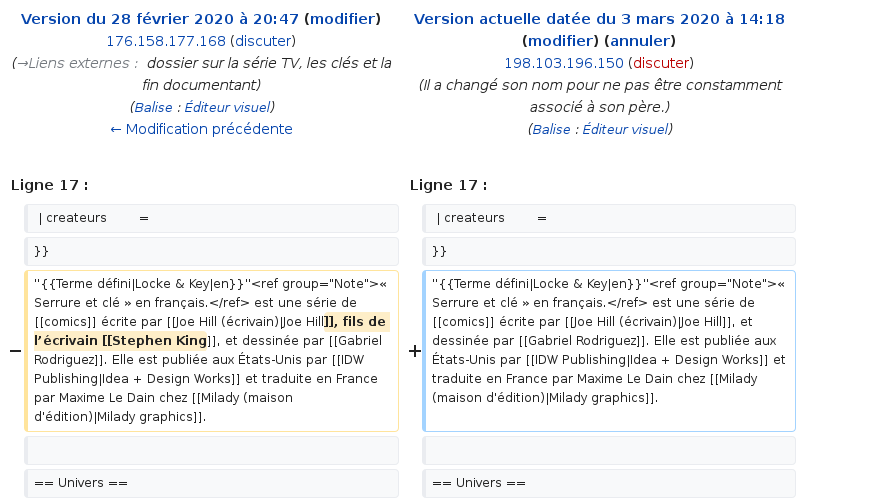 Version du 28 février 2020 à 20:47 (modifier)
176.158.177.168 (discuter)
(→Liens externes : dossier sur la série TV, les clés et la
fin documentant)
(Balise : Éditeur visuel)
← Modification précédente
Version actuelle datée du 3 mars 2020 à 14:18
(modifier) (annuler)
198.103.196.150 (discuter)
(Il a changé son nom pour ne pas être constamment
associé à son père.)
(Balise : Éditeur visuel)
Ligne 17 :
| createurs =
}}
− ''{{Terme défini|Locke & Key|en}}''<ref group="Note">«
Serrure et clé » en français.</ref> est une série de
[[comics]] écrite par [[Joe Hill (écrivain)|Joe Hill]], fils de
l’écrivain [[Stephen King]], et dessinée par [[Gabriel
Rodriguez]]. Elle est publiée aux États-Unis par [[IDW
Publishing|Idea + Design Works]] et traduite en France
par Maxime Le Dain chez [[Milady (maison
d'édition)|Milady graphics]].
== Univers ==
Ligne 17 :
| createurs =
}}
+ ''{{Terme défini|Locke & Key|en}}''<ref group="Note">«
Serrure et clé » en français.</ref> est une série de
[[comics]] écrite par [[Joe Hill (écrivain)|Joe Hill]], et
dessinée par [[Gabriel Rodriguez]]. Elle est publiée aux
États-Unis par [[IDW Publishing|Idea + Design Works]] et
traduite en France par Maxime Le Dain chez [[Milady
(maison d'édition)|Milady graphics]].
== Univers ==